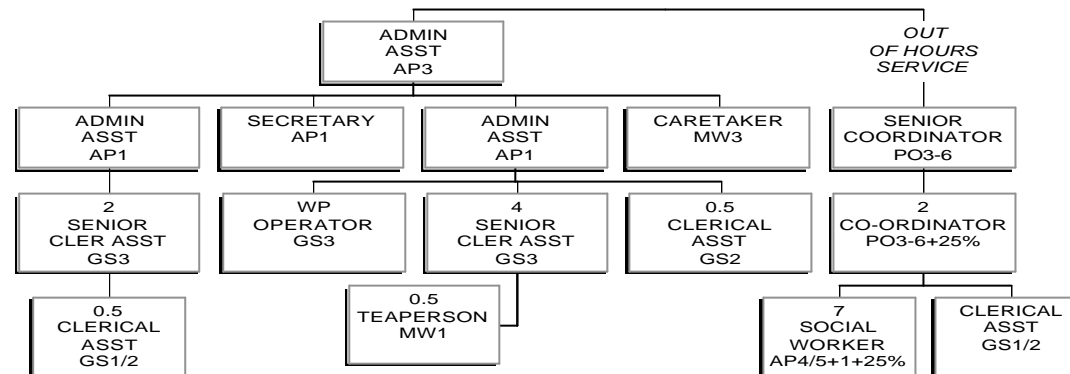 ADMIN
ASST
AP3
OUT
OF HOURS
SERVICE
ADMIN
ASST
AP1
SECRETARY
AP1
ADMIN
ASST
AP1
CARETAKER
MW3
SENIOR
COORDINATOR
PO3-6
2
SENIOR
CLER ASST
GS3
WP
OPERATOR
GS3
4
SENIOR
CLER ASST
GS3
0.5
CLERICAL
ASST
GS2
2
CO-ORDINATOR
PO3-6+25%
0.5
CLERICAL
ASST
GS1/2
0.5
TEAPERSON
MW1
7
SOCIAL
WORKER
AP4/5+1+25%
CLERICAL
ASST
GS1/2